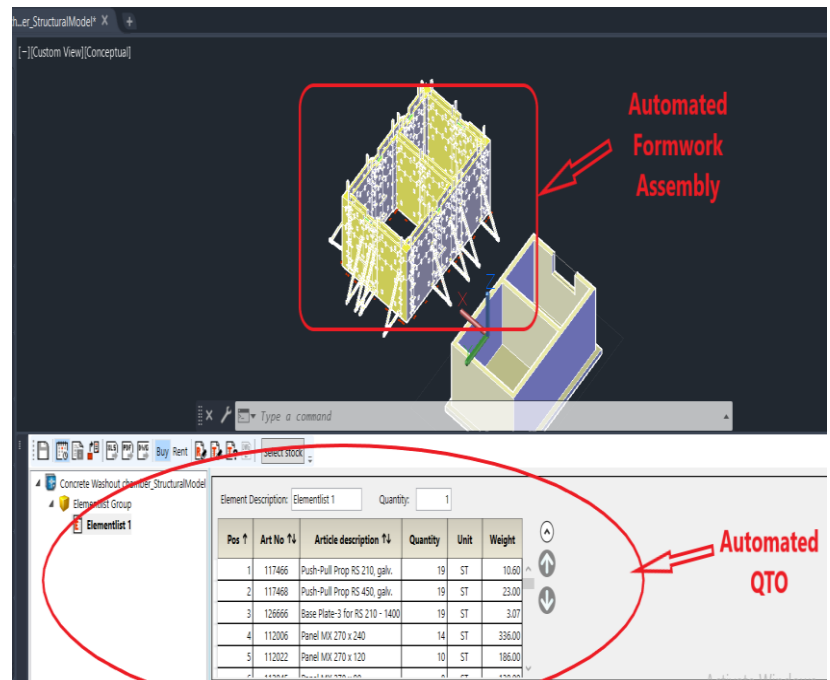 h...er_StructuralModel* X +
[−][Custom View][Conceptual]
Automated
Formwork
Assembly
X
Z
Type a command
XLS PDF DWG Buy Rent Select stock
Concrete Washout chamber_StructuralModel
Elementlist Group
Elementlist 1
Element Description: Elementlist 1 Quantity: 1
Pos ↑ Art No ↑↓ Article description ↑↓ Quantity Unit Weight
1 117466 Push-Pull Prop RS 210, galv. 19 ST 10.60
2 117468 Push-Pull Prop RS 450, galv. 19 ST 23.00
3 126666 Base Plate-3 for RS 210 - 1400 19 ST 3.07
4 112006 Panel MX 270 x 240 14 ST 336.00
5 112022 Panel MX 270 x 120 10 ST 186.00
Automated
QTO